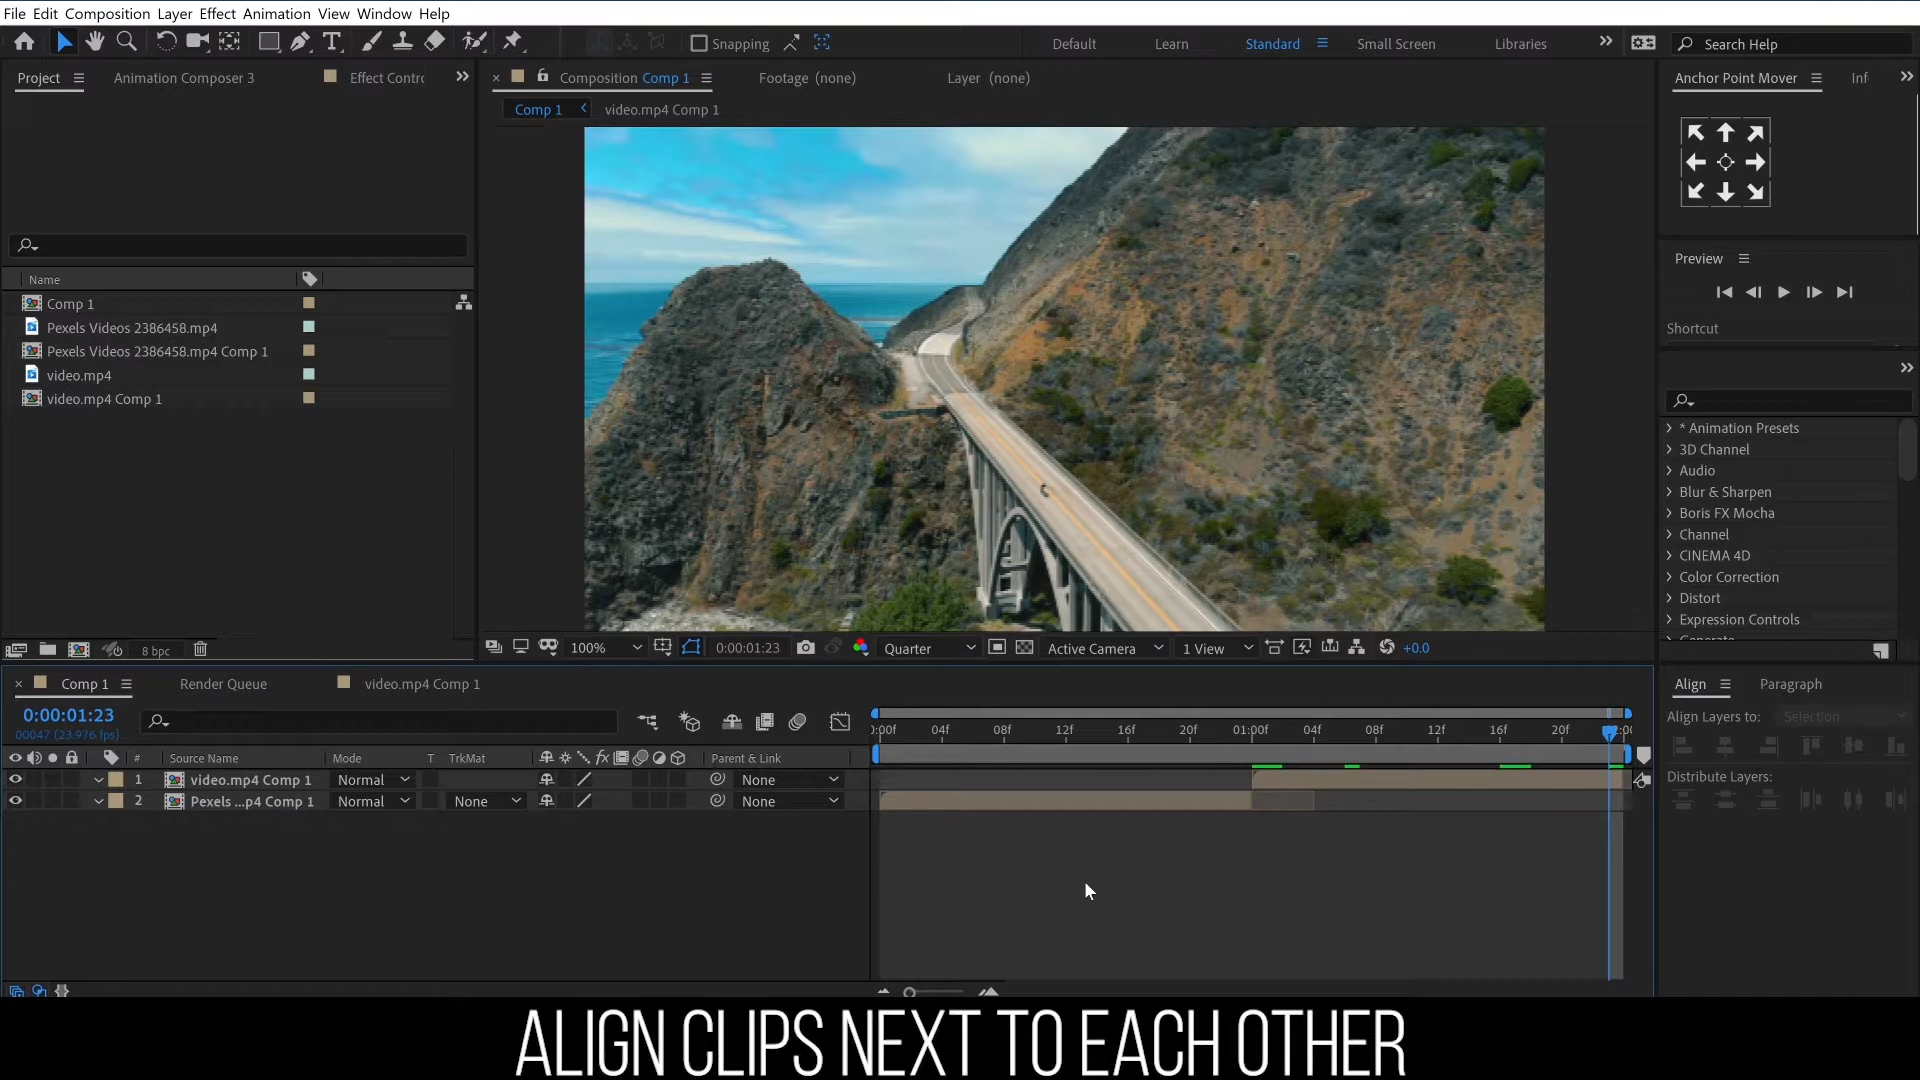 File Edit Composition Layer Effect Animation View Window Help
Snapping
Default
Learn
Standard
Small Screen
Libraries
Search Help
Project
Animation Composer 3
Effect Contrc
Composition Comp 1
Footage (none)
Layer (none)
Comp 1
video.mp4 Comp 1
Anchor Point Mover
Inf
Preview
Shortcut
Name
Comp 1
Pexels Videos 2386458.mp4
Pexels Videos 2386458.mp4 Comp 1
video.mp4
video.mp4 Comp 1
* Animation Presets
3D Channel
Audio
Blur & Sharpen
Boris FX Mocha
Channel
CINEMA 4D
Color Correction
Distort
Expression Controls
8 bpc
100%
0:00:01:23
Quarter
Active Camera
1 View
+0.0
Comp 1
Render Queue
video.mp4 Comp 1
0:00:01:23
00047 (23.976 fps)
:00f 04f 08f 12f 16f 20f 01:00f 04f 08f 12f 16f 20f
# Source Name Mode T TrkMat Parent & Link
1 video.mp4 Comp 1 Normal None
2 Pexels ...p4 Comp 1 Normal None None
Align
Paragraph
Align Layers to: Selection
Distribute Layers:
ALIGN CLIPS NEXT TO EACH OTHER